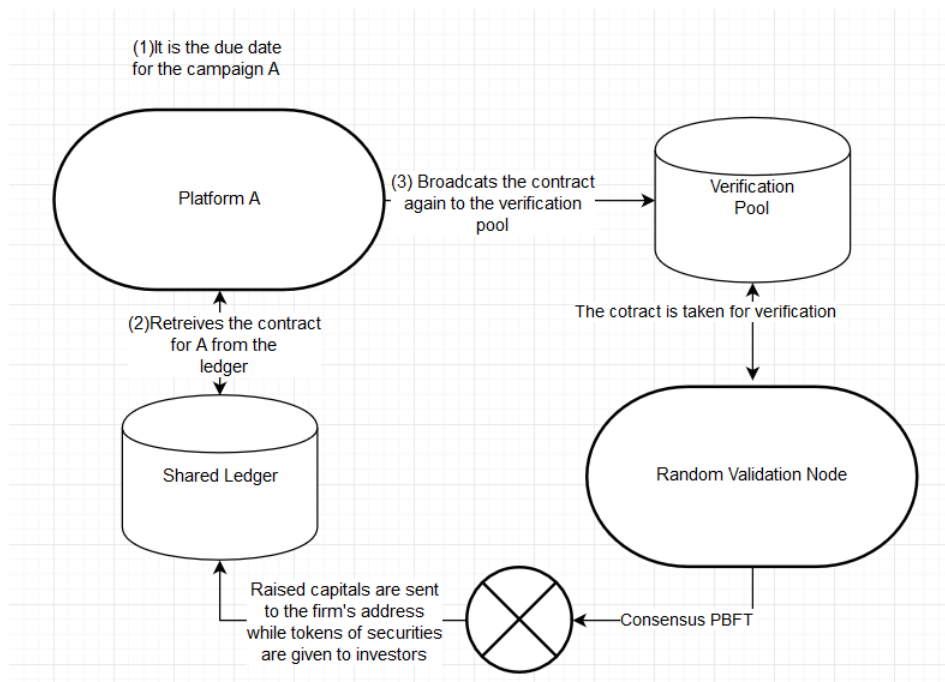 (1)It is the due date
for the campaign A
Platform A
(3) Broadcats the contract
again to the verification
pool
Verification
Pool
(2)Retreives the contract
for A from the
ledger
The cotract is taken for verification
Shared Ledger
Random Validation Node
Raised capitals are sent
to the firm's address
while tokens of securities
are given to investors
Consensus PBFT